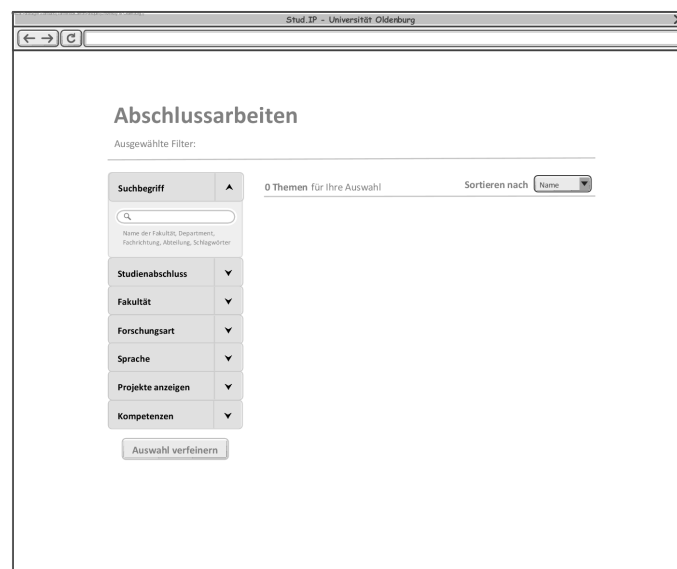 Stud.IP - Universität Oldenburg
Abschlussarbeiten
Ausgewählte Filter:
Suchbegriff
0 Themen für Ihre Auswahl
Sortieren nach Name
Name der Fakultät, Department,
Fachrichtung, Abteilung, Schlagwörter
Studienabschluss
Fakultät
Forschungsart
Sprache
Projekte anzeigen
Kompetenzen
Auswahl verfeinern